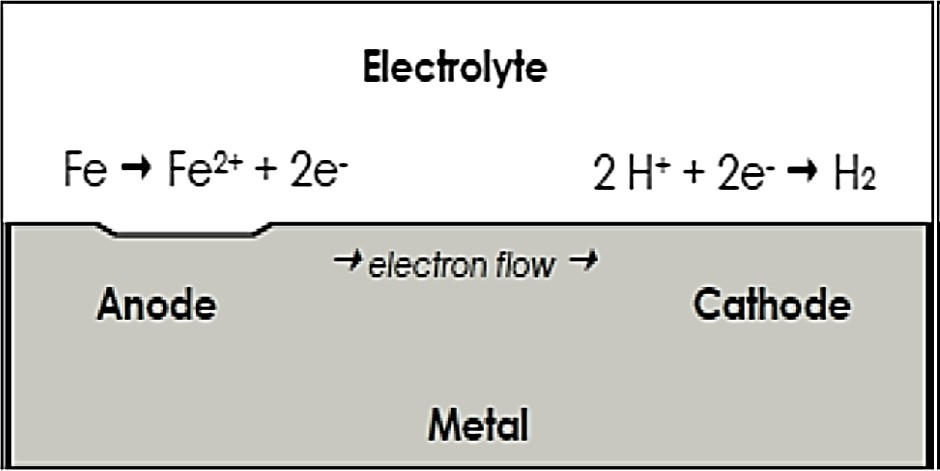 Electrolyte
Fe → Fe²⁺ + 2e⁻
2 H⁺ + 2e⁻ → H₂
→ electron flow →
Anode
Cathode
Metal